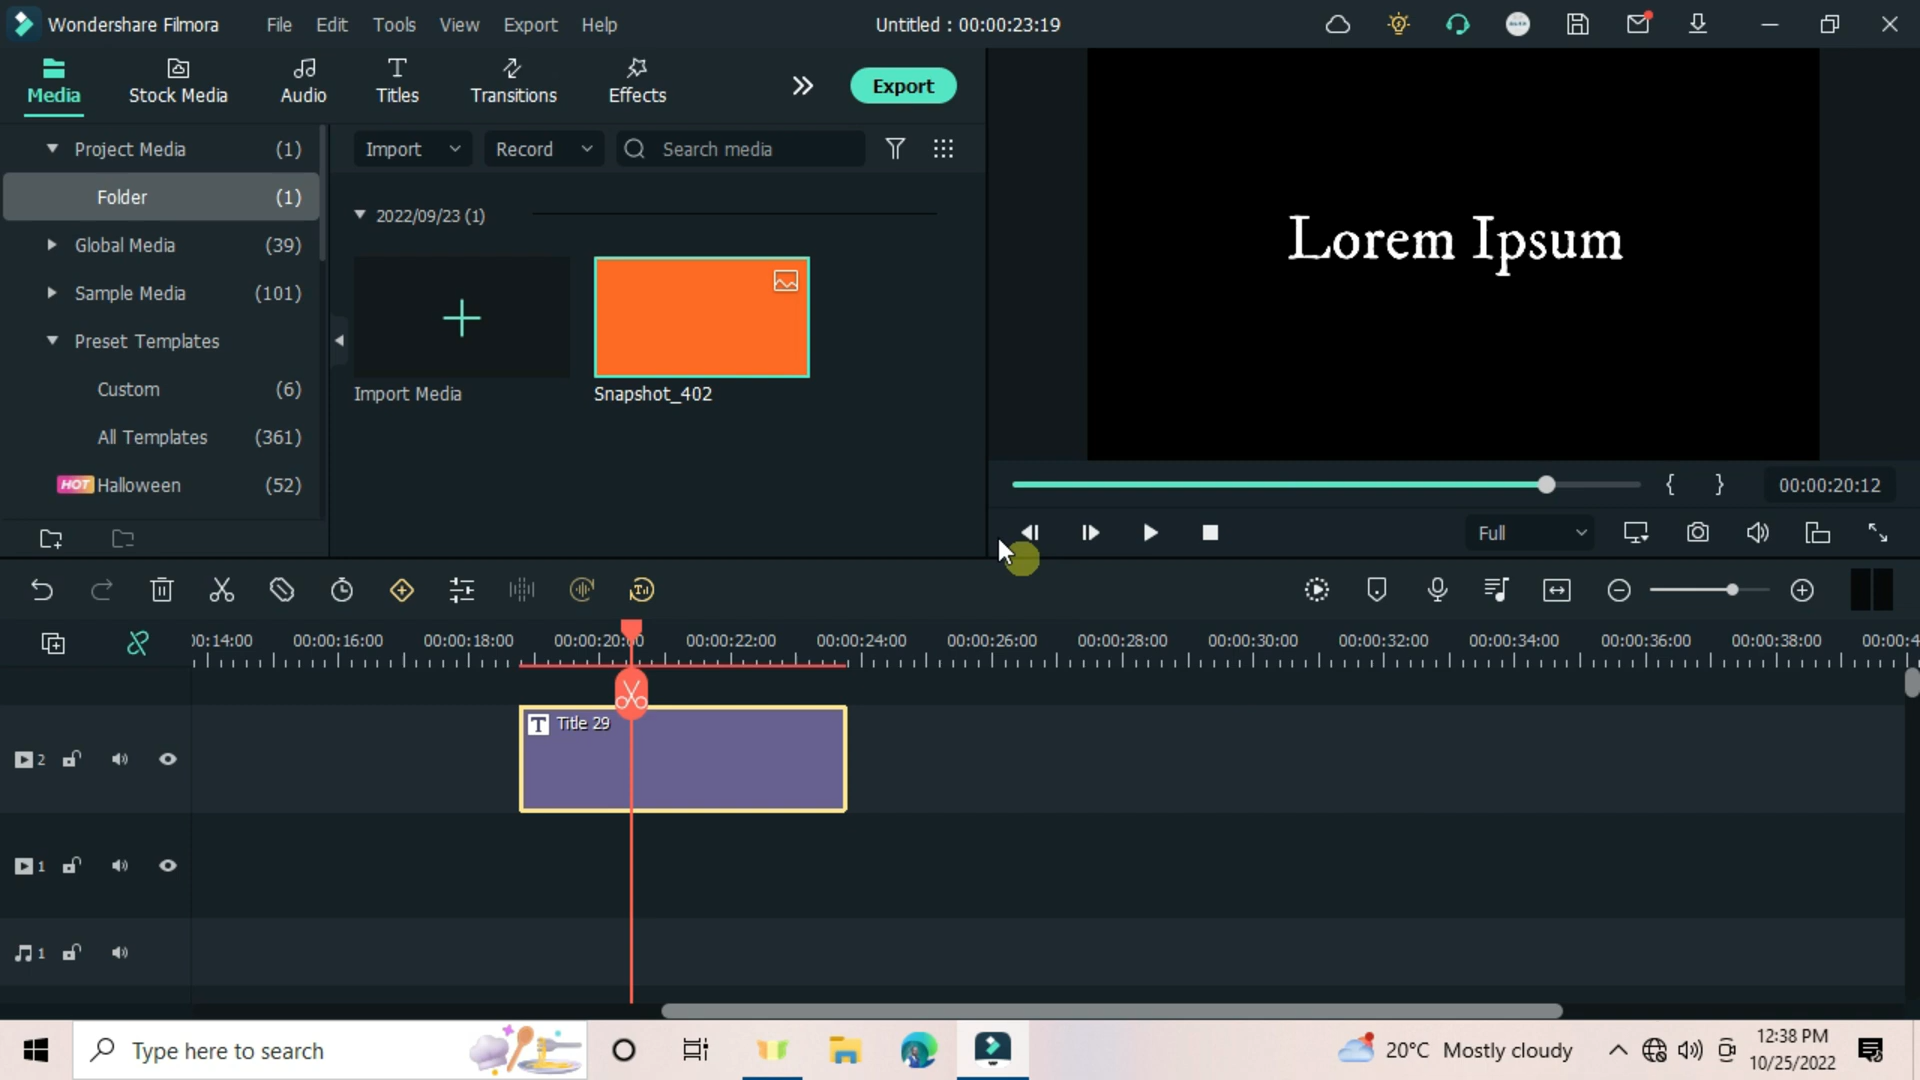 Wondershare Filmora File Edit Tools View Export Help Untitled : 00:00:23:19
Media Stock Media Audio Titles Transitions Effects Export
Project Media (1)
Folder (1)
Global Media (39)
Sample Media (101)
Preset Templates
Custom (6)
All Templates (361)
HOT Halloween (52)
Import Record Search media
2022/09/23 (1)
Import Media Snapshot_402
Lorem Ipsum
00:00:20:12
Full
00:00:16:00 00:00:18:00 00:00:22:00 00:00:24:00 00:00:26:00 00:00:28:00 00:00:30:00 00:00:32:00 00:00:34:00 00:00:36:00 00:00:38:00
T Title 29
2
1
1
Type here to search
20°C Mostly cloudy
12:38 PM
10/25/2022